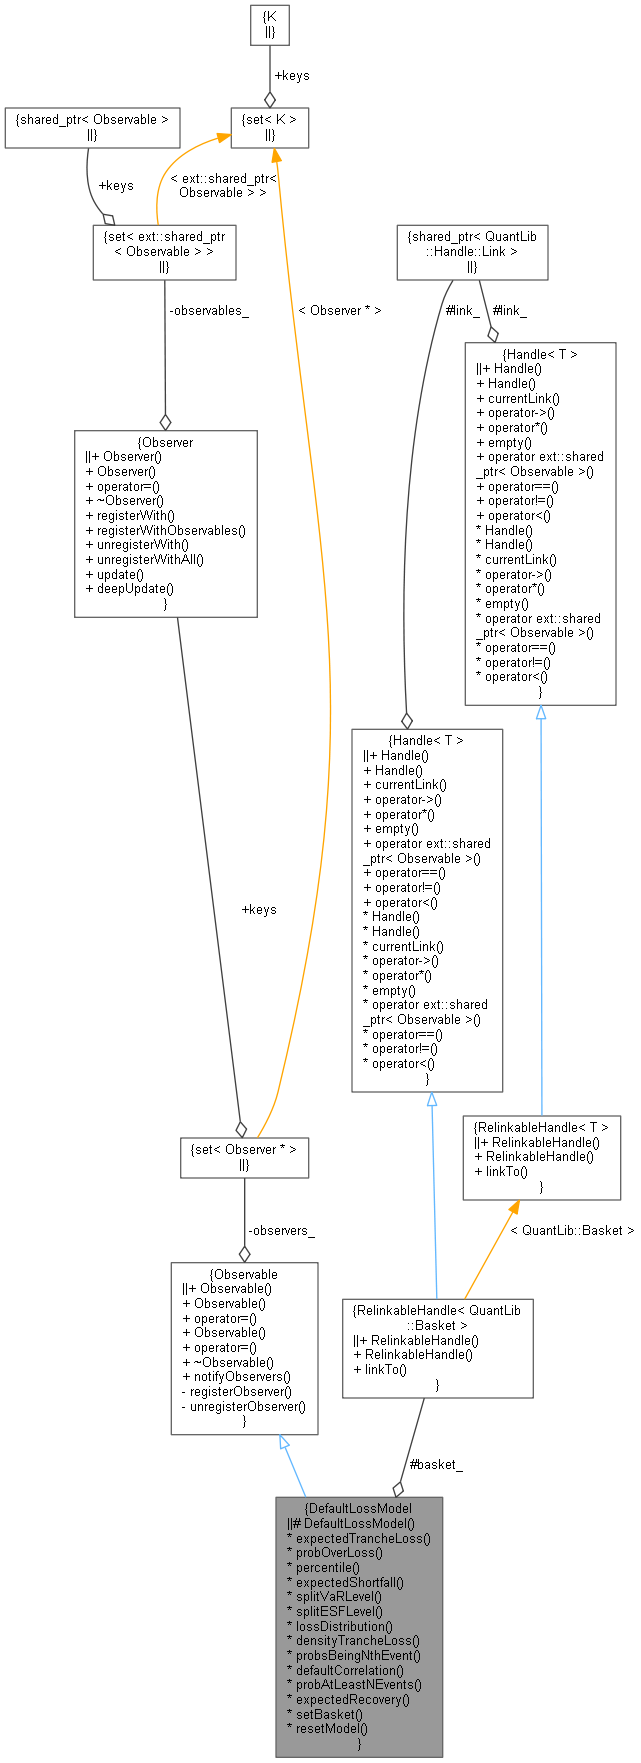 {K
||}
+keys
{shared_ptr< Observable >
||}
{set< K >
||}
+keys
< ext::shared_ptr<
Observable > >
{set< ext::shared_ptr
< Observable > >
||}
{shared_ptr< QuantLib
::Handle::Link >
||}
-observables_
< Observer * >
#link_
#link_
{Handle< T >
||+ Handle()
+ Handle()
+ currentLink()
+ operator->()
+ operator*()
+ empty()
+ operator ext::shared
_ptr< Observable >()
+ operator==()
+ operator!=()
+ operator<()
* Handle()
* Handle()
* currentLink()
* operator->()
* operator*()
* empty()
* operator ext::shared
_ptr< Observable >()
* operator==()
* operator!=()
* operator<()
}
{Observer
||+ Observer()
+ Observer()
+ operator=()
+ ~Observer()
+ registerWith()
+ registerWithObservables()
+ unregisterWith()
+ unregisterWithAll()
+ update()
+ deepUpdate()
}
{Handle< T >
||+ Handle()
+ Handle()
+ currentLink()
+ operator->()
+ operator*()
+ empty()
+ operator ext::shared
_ptr< Observable >()
+ operator==()
+ operator!=()
+ operator<()
* Handle()
* Handle()
* currentLink()
* operator->()
* operator*()
* empty()
* operator ext::shared
_ptr< Observable >()
* operator==()
* operator!=()
* operator<()
}
+keys
{set< Observer * >
||}
{RelinkableHandle< T >
||+ RelinkableHandle()
+ RelinkableHandle()
+ linkTo()
}
-observers_
< QuantLib::Basket >
{Observable
||+ Observable()
+ Observable()
+ operator=()
+ Observable()
+ operator=()
+ ~Observable()
+ notifyObservers()
- registerObserver()
- unregisterObserver()
}
{RelinkableHandle< QuantLib
::Basket >
||+ RelinkableHandle()
+ RelinkableHandle()
+ linkTo()
}
#basket_
{DefaultLossModel
||# DefaultLossModel()
* expectedTrancheLoss()
* probOverLoss()
* percentile()
* expectedShortfall()
* splitVaRLevel()
* splitESFLevel()
* lossDistribution()
* densityTrancheLoss()
* probsBeingNthEvent()
* defaultCorrelation()
* probAtLeastNEvents()
* expectedRecovery()
* setBasket()
* resetModel()
}